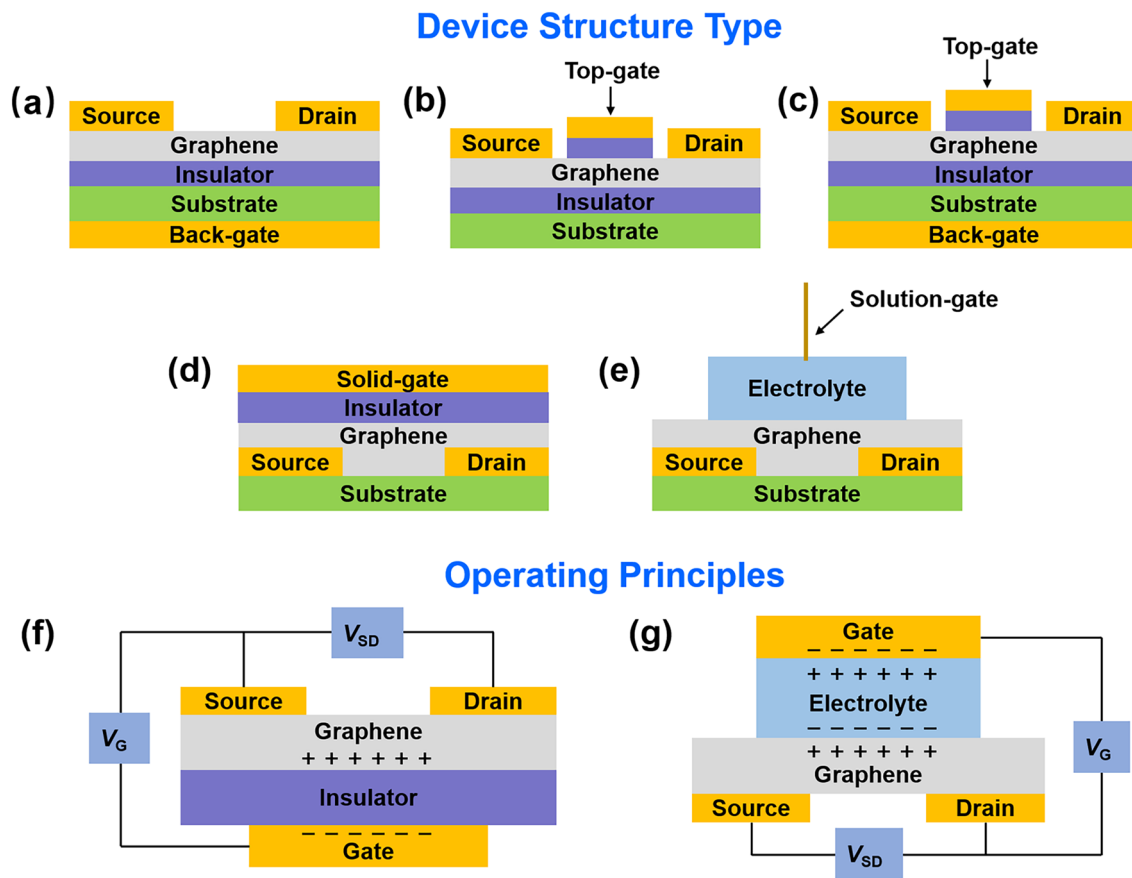 Device Structure Type
(a)
Source
Drain
Graphene
Insulator
Substrate
Back-gate
(b)
Top-gate
Source
Drain
Graphene
Insulator
Substrate
(c)
Top-gate
Source
Drain
Graphene
Insulator
Substrate
Back-gate
(d)
Solid-gate
Insulator
Graphene
Source
Drain
Substrate
(e)
Solution-gate
Electrolyte
Graphene
Source
Drain
Substrate
Operating Principles
(f)
VSD
Source
Drain
VG
Graphene
+ + + + + +
Insulator
− − − − − −
Gate
(g)
Gate
− − − − − −
+ + + + + +
Electrolyte
− − − − − −
+ + + + + +
VG
Graphene
Source
Drain
VSD